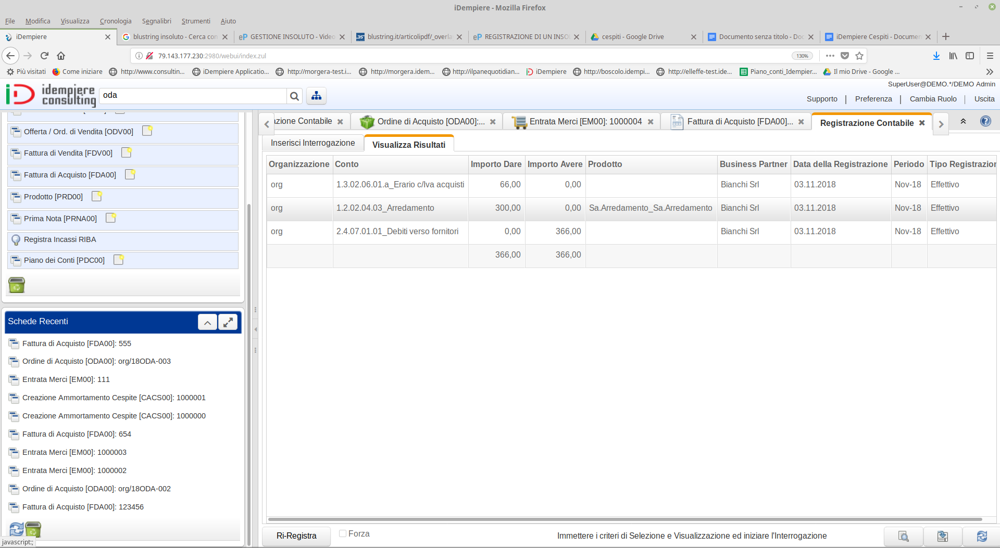 iDempiere - Mozilla Firefox
File Modifica Visualizza Cronologia Segnalibri Strumenti Aiuto
iDempiere
blustring insoluto - Cerca con
GESTIONE INSOLUTO - Video
blustring.it/articolipdf/_overla
REGISTRAZIONE DI UN INSO
cespiti - Google Drive
Documento senza titolo - Doc
iDempiere Cespiti - Documen
79.143.177.230:2980/webui/index.zul
130%
Più visitati
Come iniziare
http://www.consultin...
iDempiere Applicatio...
http://morgera-test.i...
http://morgera.idem...
http://ilpanequotidian...
iDempiere
http://boscolo.idempi...
http://elleffe-test.ide...
Piano_conti_Idempier...
Il mio Drive - Google ...
idempiere
consulting
oda
SuperUser@DEMO.*/DEMO Admin
Supporto | Preferenza | Cambia Ruolo | Uscita
Offerta / Ord. di Vendita [ODV00]
Fattura di Vendita [FDV00]
Fattura di Acquisto [FDA00]
Prodotto [PRD00]
Prima Nota [PRNA00]
Registra Incassi RIBA
Piano dei Conti [PDC00]
Schede Recenti
Fattura di Acquisto [FDA00]: 555
Ordine di Acquisto [ODA00]: org/18ODA-003
Entrata Merci [EM00]: 111
Creazione Ammortamento Cespite [CACS00]: 1000001
Creazione Ammortamento Cespite [CACS00]: 1000000
Fattura di Acquisto [FDA00]: 654
Entrata Merci [EM00]: 1000003
Entrata Merci [EM00]: 1000002
Ordine di Acquisto [ODA00]: org/18ODA-002
Fattura di Acquisto [FDA00]: 123456
javascript:;
azione Contabile
Ordine di Acquisto [ODA00]:...
Entrata Merci [EM00]: 1000004
Fattura di Acquisto [FDA00]...
Registrazione Contabile
Inserisci Interrogazione
Visualizza Risultati
Organizzazione Conto Importo Dare Importo Avere Prodotto Business Partner Data della Registrazione Periodo Tipo Registrazion
org 1.3.02.06.01.a_Erario c/Iva acquisti 66,00 0,00 Bianchi Srl 03.11.2018 Nov-18 Effettivo
org 1.2.02.04.03_Arredamento 300,00 0,00 Sa.Arredamento_Sa.Arredamento Bianchi Srl 03.11.2018 Nov-18 Effettivo
org 2.4.07.01.01_Debiti verso fornitori 0,00 366,00 Bianchi Srl 03.11.2018 Nov-18 Effettivo
366,00 366,00
Ri-Registra
Forza
Immettere i criteri di Selezione e Visualizzazione ed iniziare l'Interrogazione